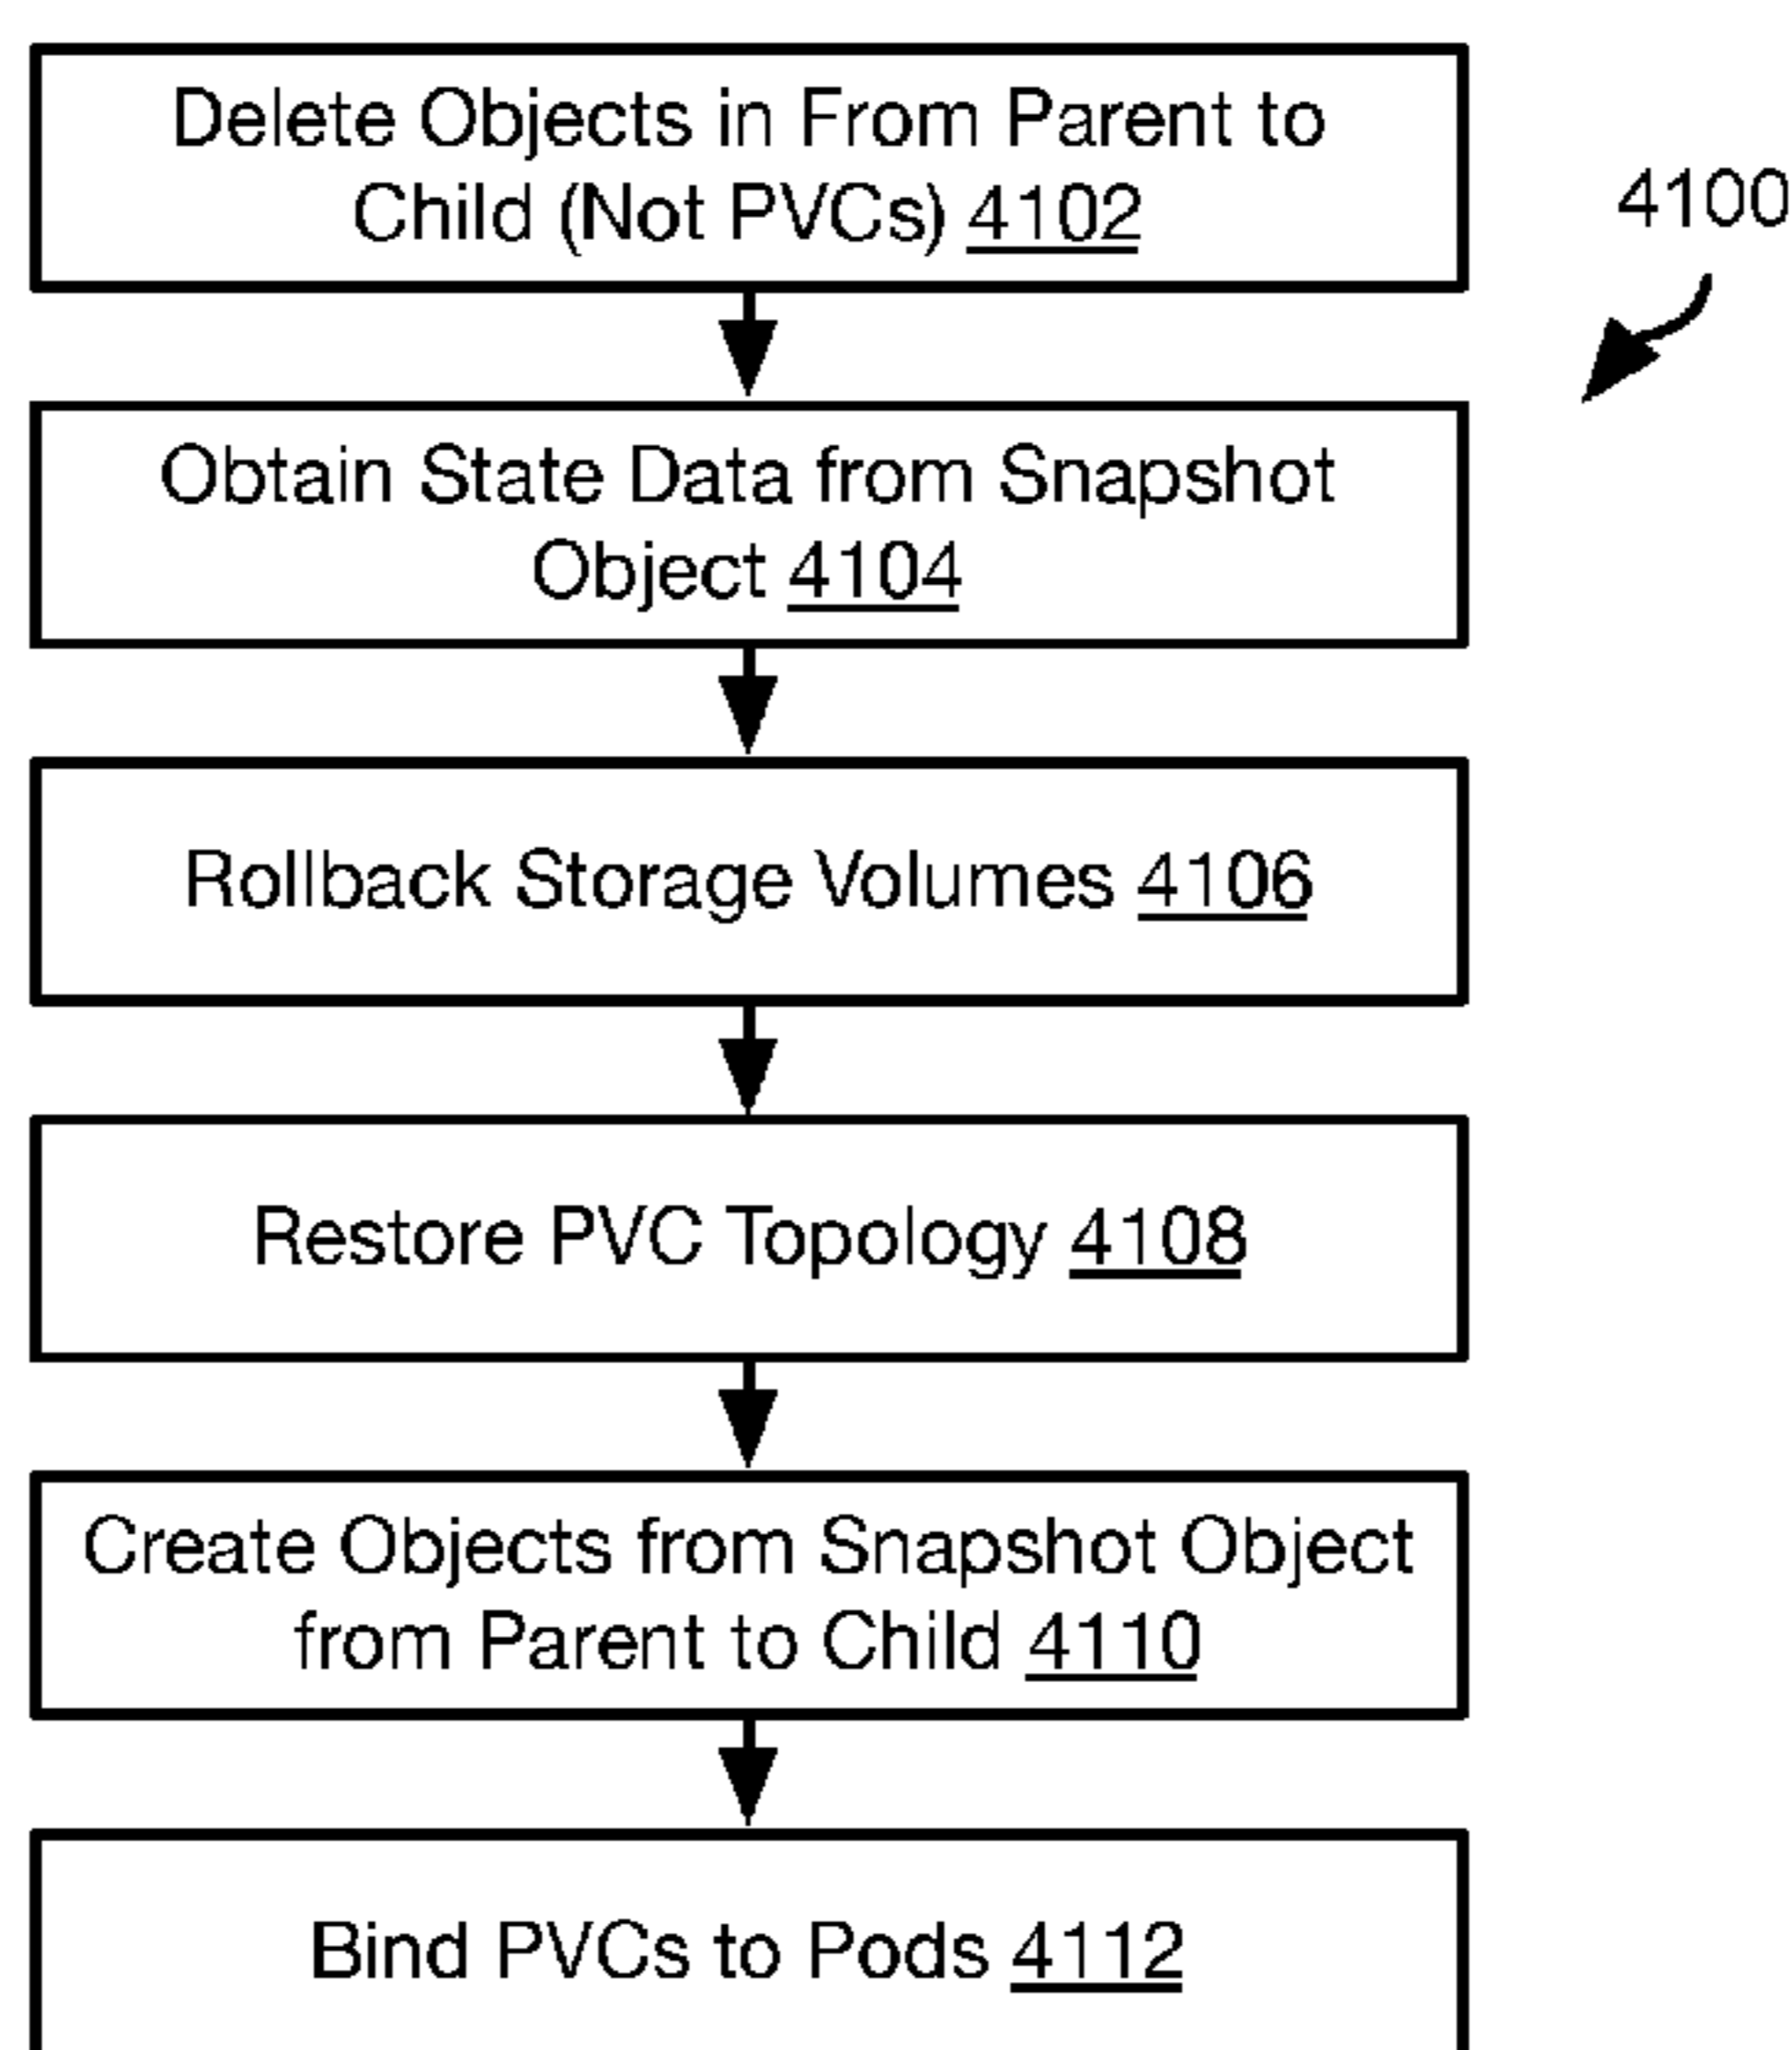 Delete Objects in From Parent to
Child (Not PVCs) 4102
4100
Obtain State Data from Snapshot
Object 4104
Rollback Storage Volumes 4106
Restore PVC Topology 4108
Create Objects from Snapshot Object
from Parent to Child 4110
Bind PVCs to Pods 4112